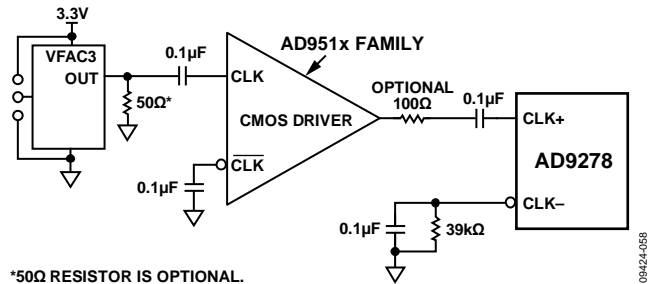 3.3V
VFAC3
OUT
50Ω*
0.1µF
AD951x FAMILY
CLK
CMOS DRIVER
CLK
0.1µF
OPTIONAL
100Ω
0.1µF
CLK+
AD9278
CLK–
0.1µF
39kΩ
*50Ω RESISTOR IS OPTIONAL.
09424-058